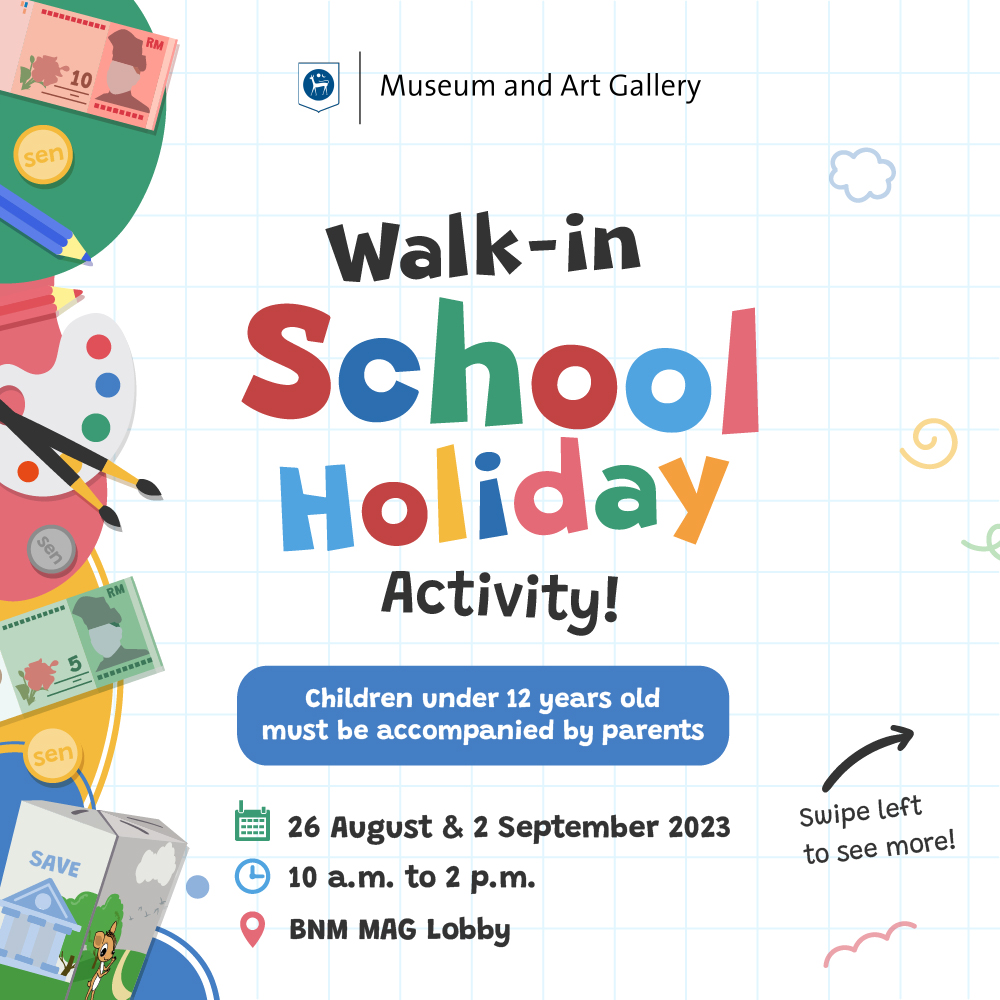 RM
10
sen
Museum and Art Gallery
Walk-in
School
Holiday
Activity!
sen
RM
5
sen
SAVE
Children under 12 years old
must be accompanied by parents
26 August & 2 September 2023
10 a.m. to 2 p.m.
BNM MAG Lobby
Swipe left
to see more!